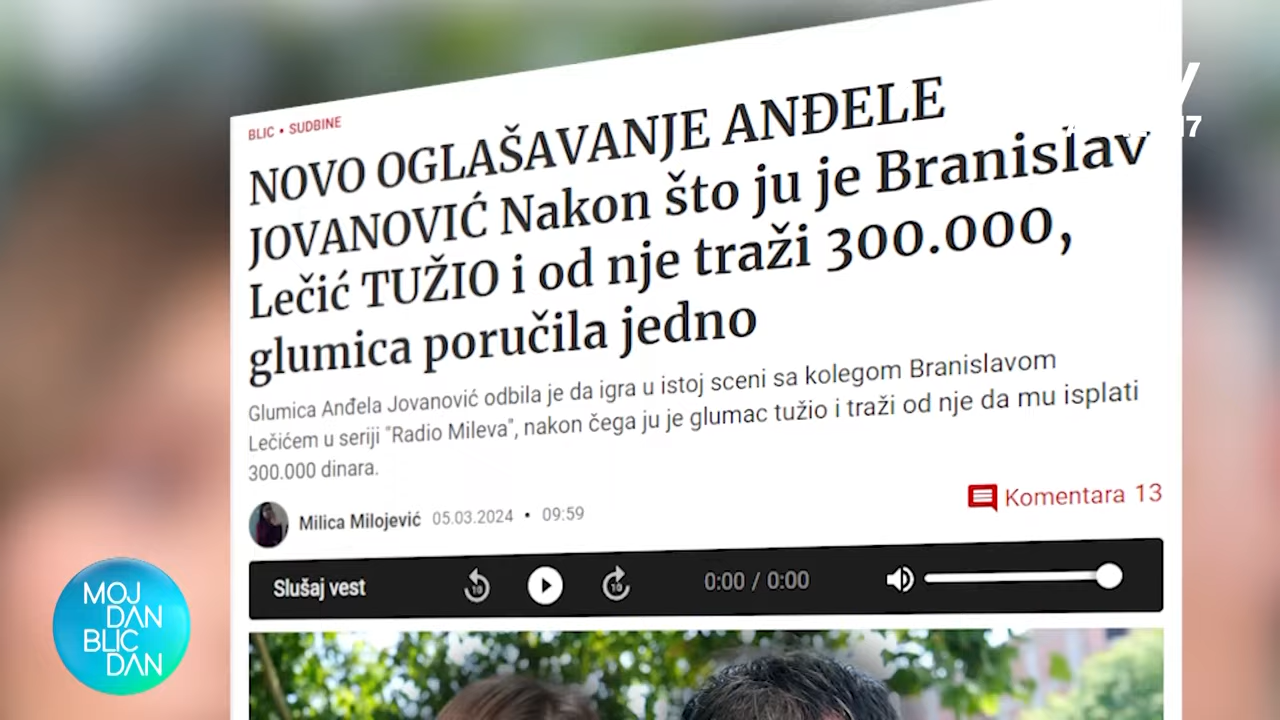 BLIC • SUDBINE
NOVO OGLAŠAVANJE ANĐELE
JOVANOVIĆ Nakon što ju je Branislav
Lečić TUŽIO i od nje traži 300.000,
glumica poručila jedno
Glumica Anđela Jovanović odbila je da igra u istoj sceni sa kolegom Branislavom
Lečićem u seriji "Radio Mileva", nakon čega ju je glumac tužio i traži od nje da mu isplati
300.000 dinara.
Milica Milojević 05.03.2024 • 09:59
Komentara 13
Slušaj vest
10
10
0:00 / 0:00
MOJ
DAN
BLIC
DAN